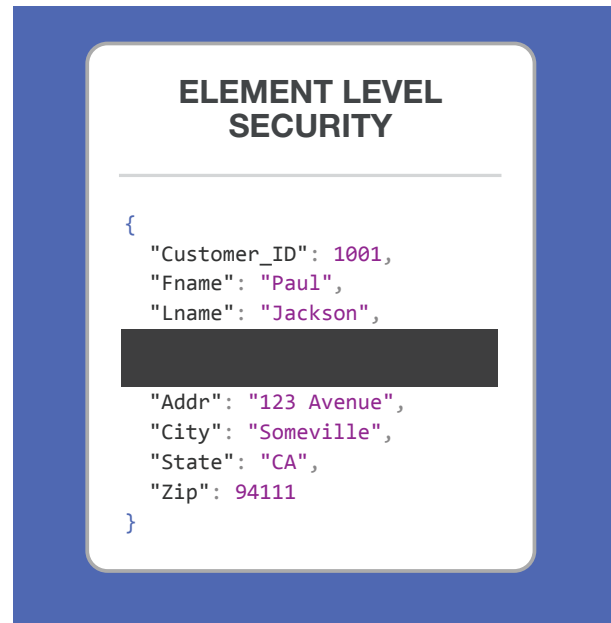 ELEMENT LEVEL
SECURITY
{
"Customer_ID": 1001,
"Fname": "Paul",
"Lname": "Jackson",
"Addr": "123 Avenue",
"City": "Someville",
"State": "CA",
"Zip": 94111
}